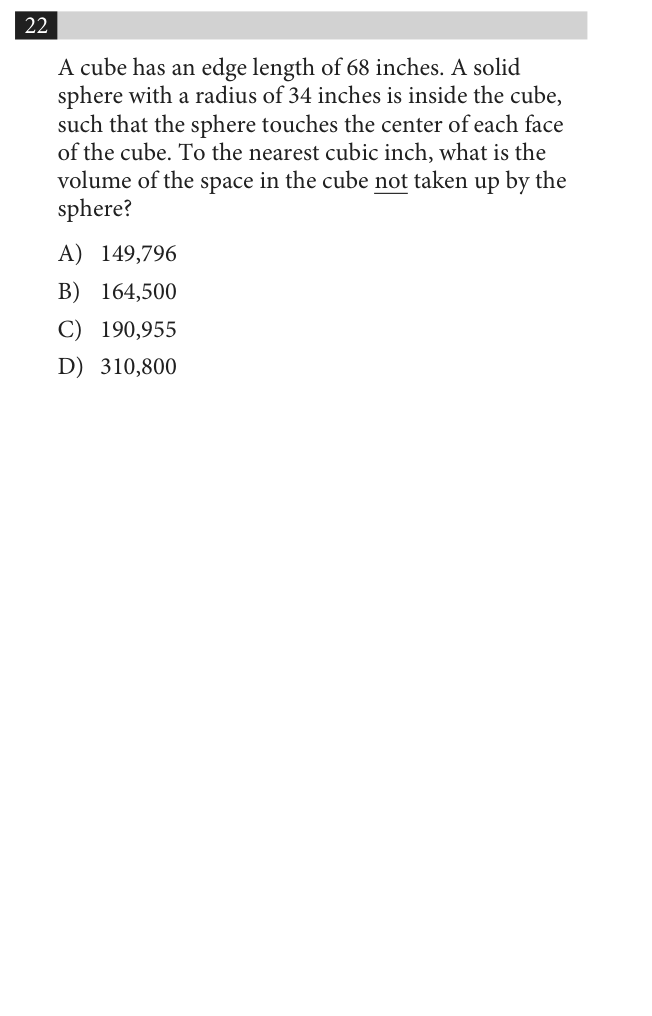 22
A cube has an edge length of 68 inches. A solid
sphere with a radius of 34 inches is inside the cube,
such that the sphere touches the center of each face
of the cube. To the nearest cubic inch, what is the
volume of the space in the cube not taken up by the
sphere?
A) 149,796
B) 164,500
C) 190,955
D) 310,800